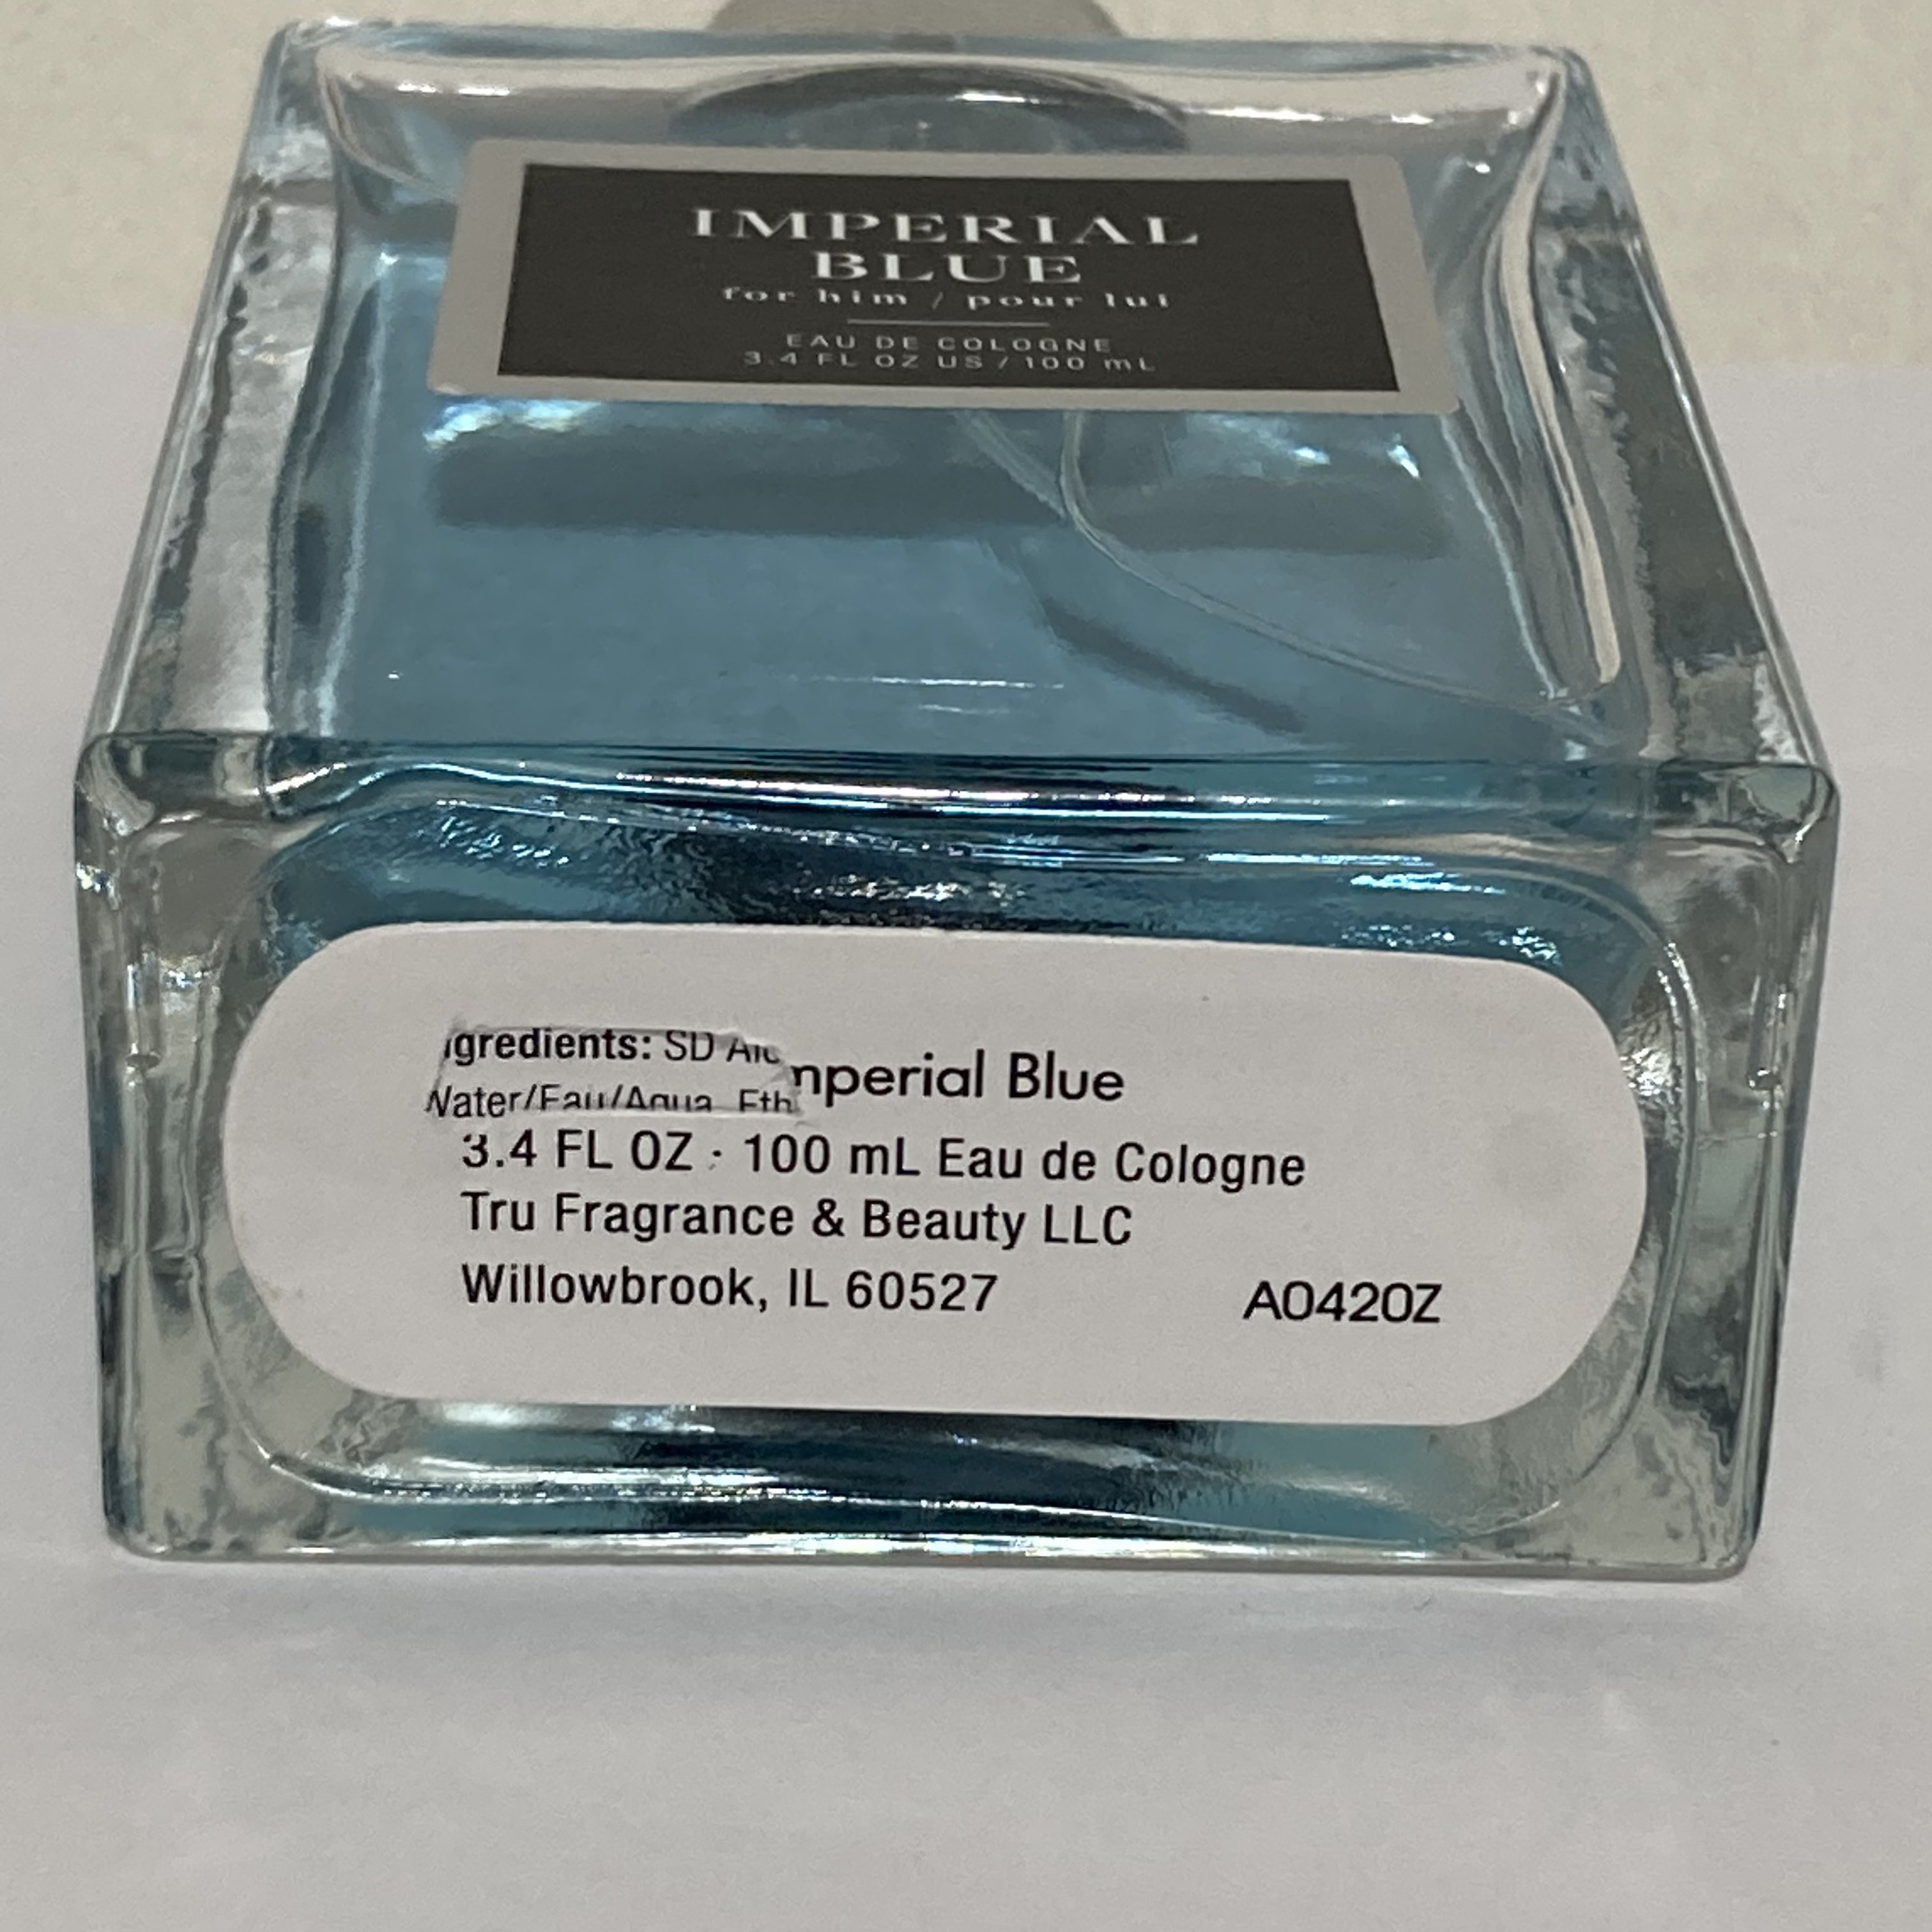 IMPERIAL
BLUE
for him / pour lui
EAU DE COLOGNE
3.4 FL OZ US / 100 mL
gredients: SD
Water/Eau/Aqua Eth
mperial Blue
3.4 FL OZ · 100 mL Eau de Cologne
Tru Fragrance & Beauty LLC
Willowbrook, IL 60527
A0420Z